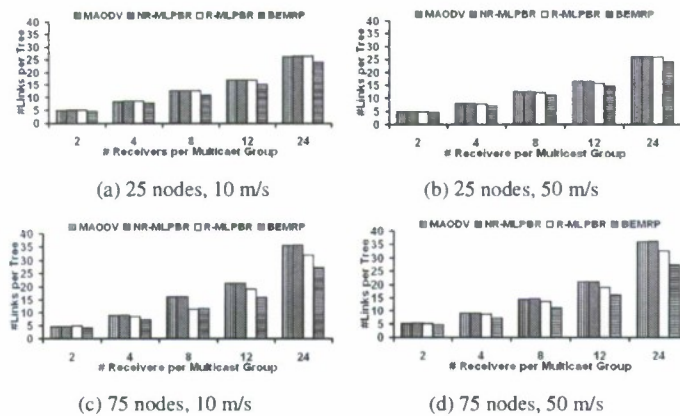 MAODV NR-MLPBR R-MLPBR BEMRP
#Links per Tree
35
30
25
20
15
10
5
0
2 4 8 12 24
# Receivers per Multicast Group
(a) 25 nodes, 10 m/s
MAODV NR-MLPBR R-MLPBR BEMRP
#Links per Tree
40
35
30
25
20
15
10
5
0
2 4 8 12 24
# Receivers per Multicast Group
(b) 25 nodes, 50 m/s
MAODV NR-MLPBR R-MLPBR BEMRP
#Links per Tree
40
35
30
25
20
15
10
5
0
2 4 8 12 24
# Receivere per Multicast Group
(c) 75 nodes, 10 m/s
MAODV NR-MLPBR R-MLPBR BEMRP
#Links per Tree
40
35
30
25
20
15
10
5
0
2 4 8 12 24
# Receivere per Multicast Group
(d) 75 nodes, 50 m/s